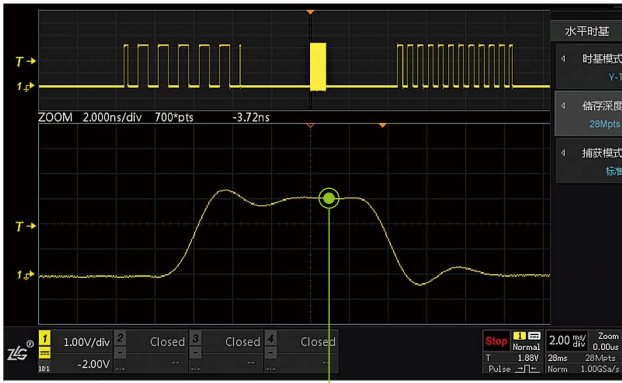 水平时基
时基模式
Y-T
储存深度
28Mpts
捕获模式
标准
T
1
ZOOM 2.000ns/div 700*pts -3.72ns
T
1
ZLG®
1 1.00V/div 2 Closed 3 Closed 4 Closed
1D1 -2.00V -- -- --
Stop 1 Normal 2.00 ms/div Zoom 0.00us
T 1.88V 28ms 28Mpts
Pulse Norm 1.00GSa/s